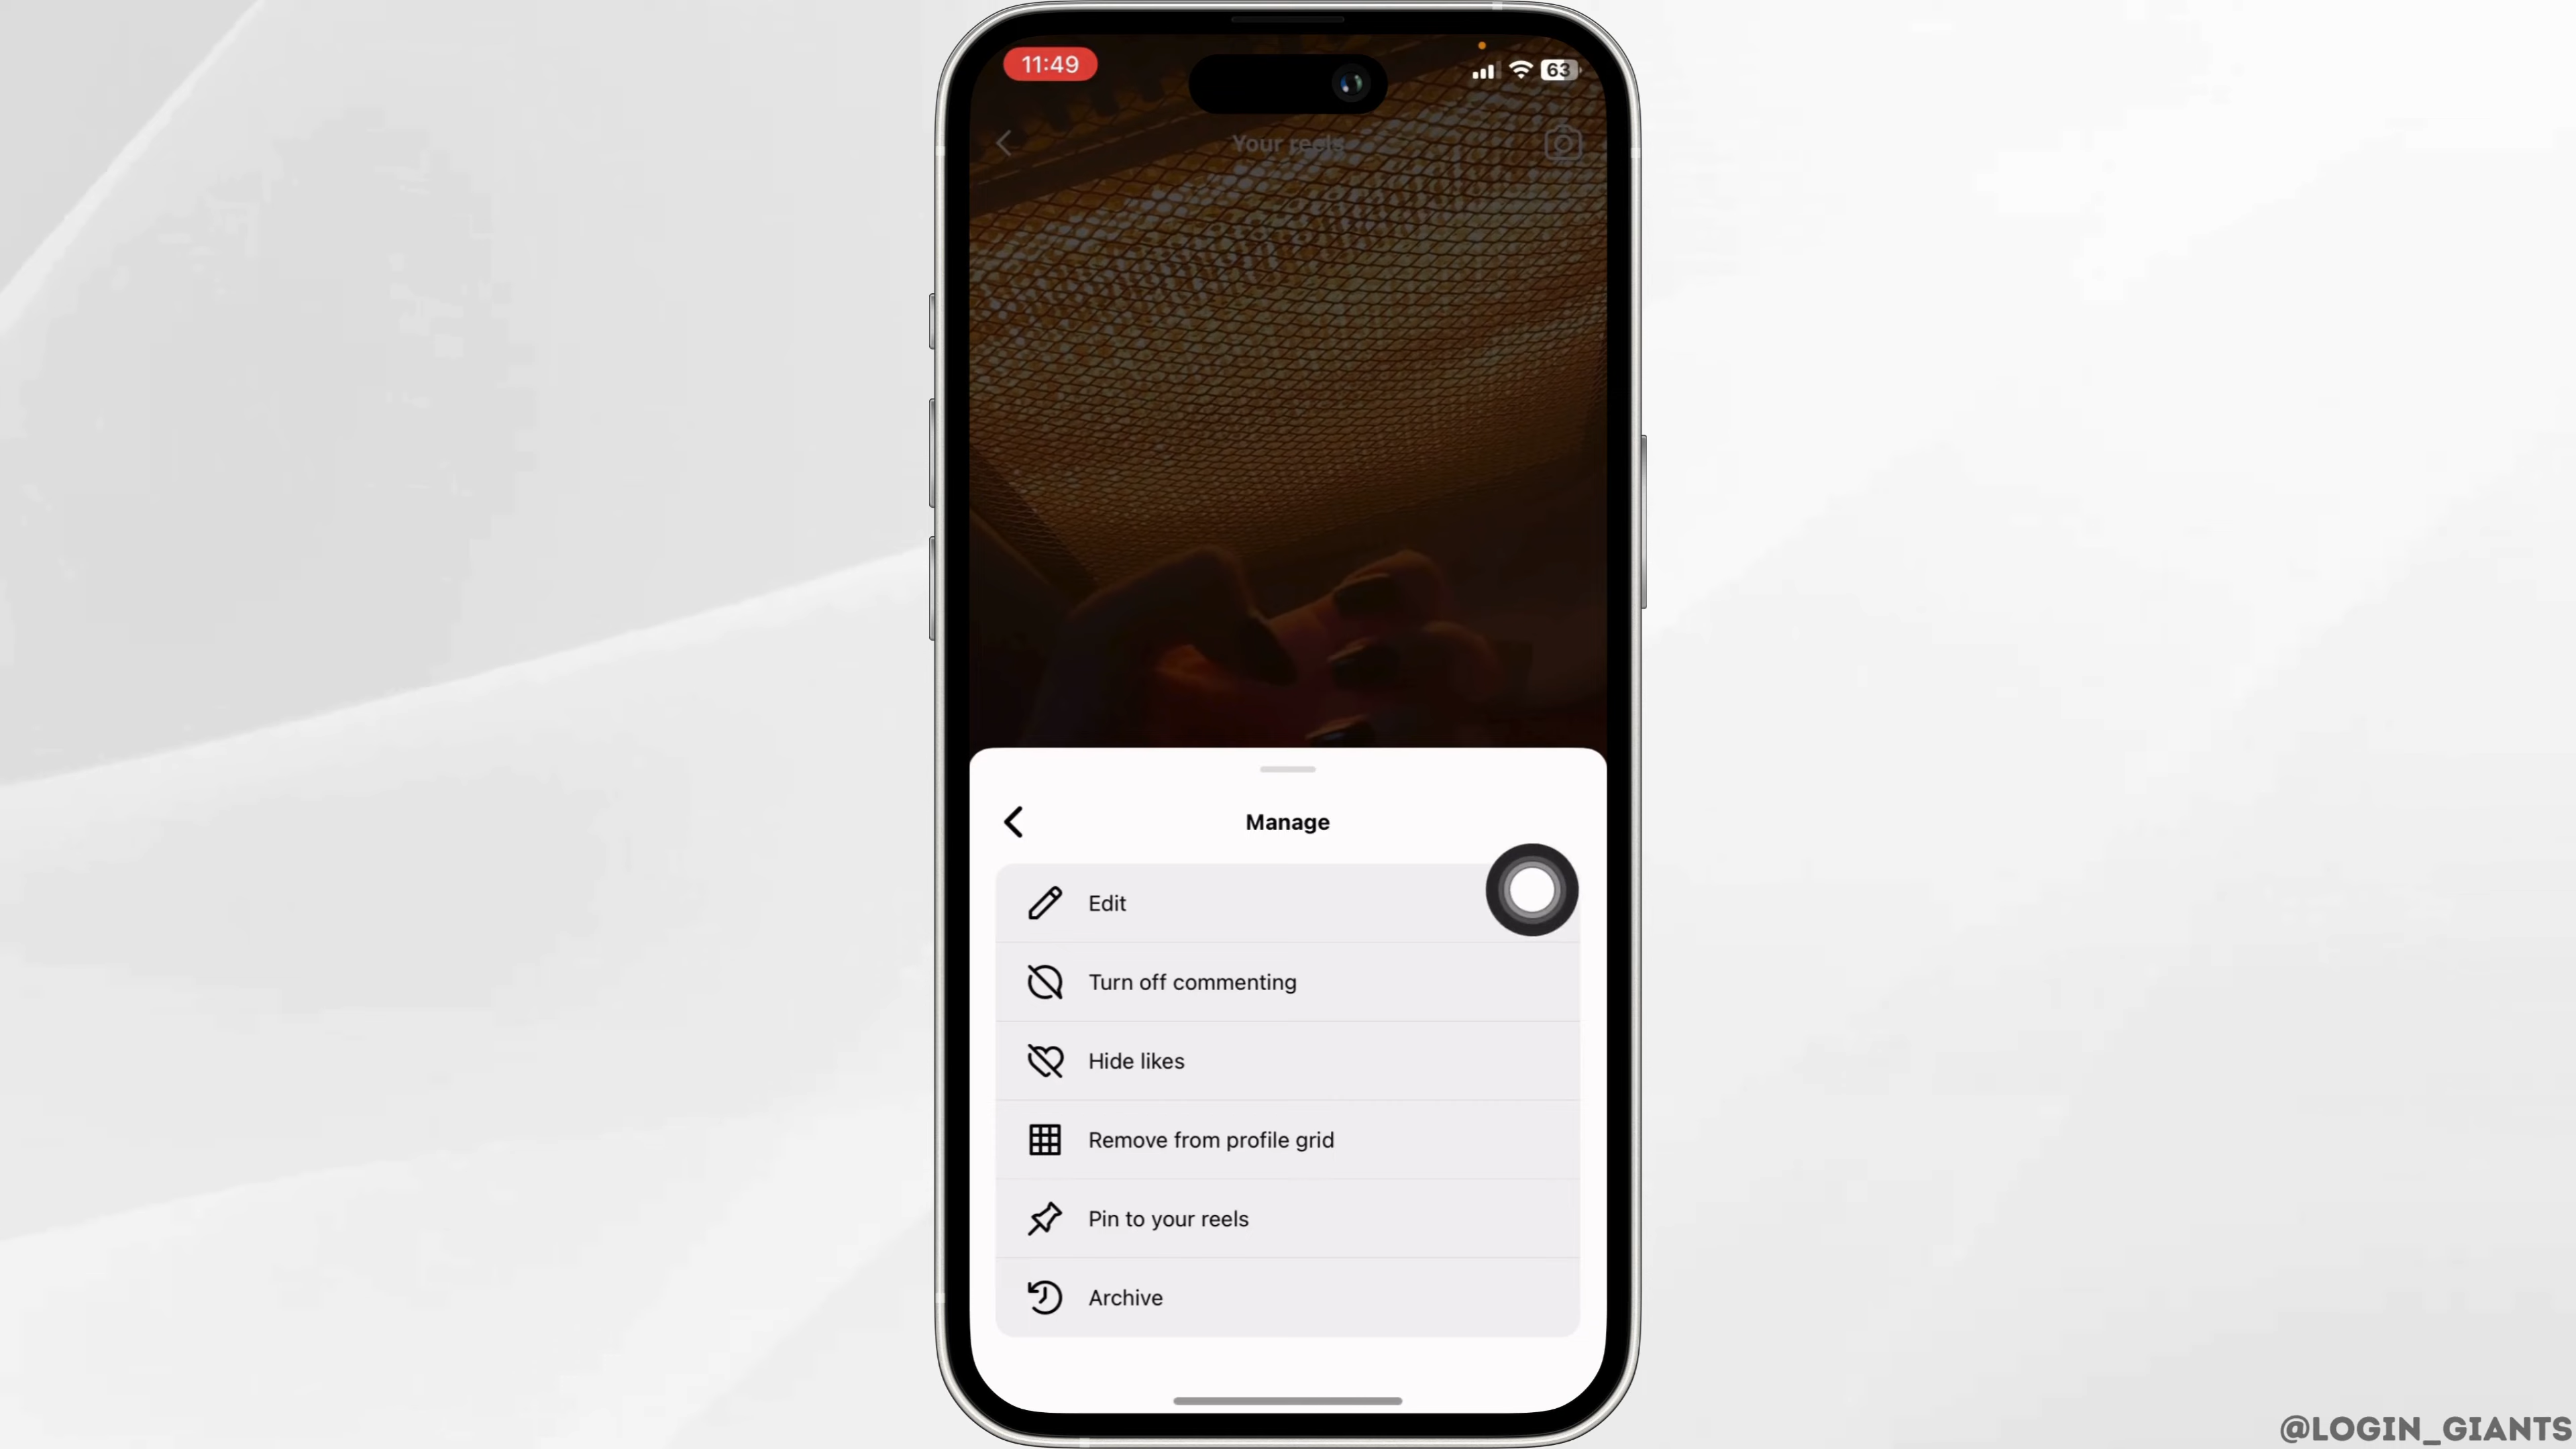 11:49
63
Your reels
Manage
Edit
Turn off commenting
Hide likes
Remove from profile grid
Pin to your reels
Archive
@LOGIN_GIANTS